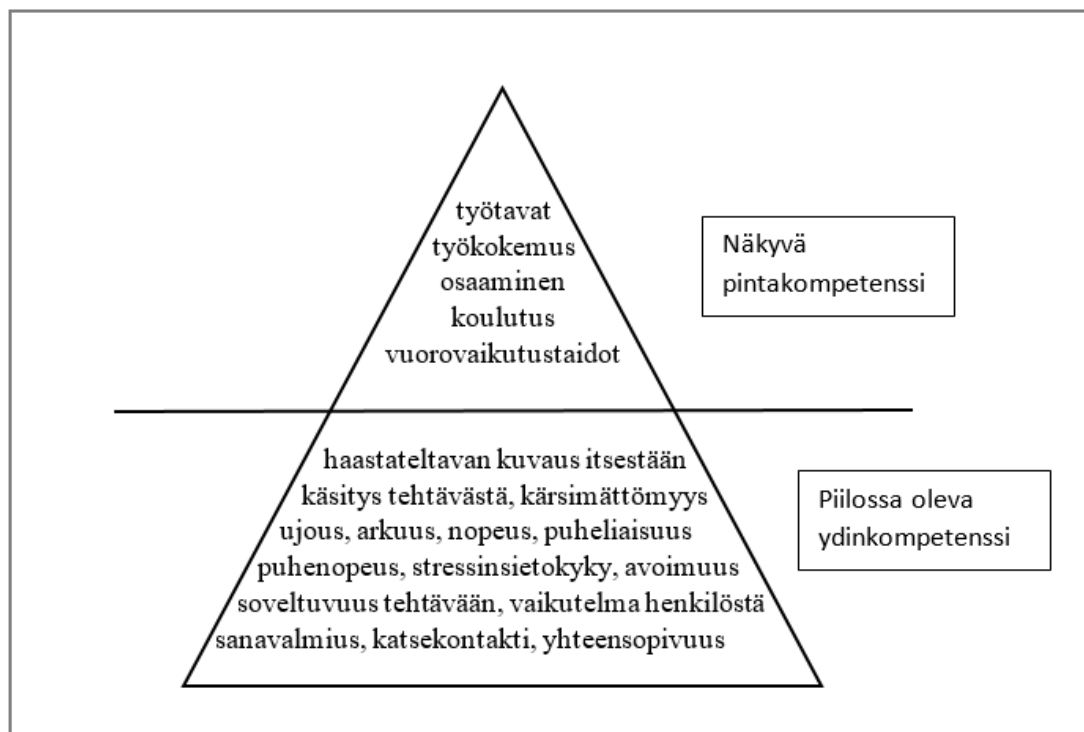 työtavat
työkokemus
osaaminen
koulutus
vuorovaikutustaidot
Näkyvä
pintakompetenssi
haastateltavan kuvaus itsestään
käsitys tehtävästä, kärsimättömyys
ujous, arkuus, nopeus, puheliaisuus
puhenopeus, stressinsietokyky, avoimuus
soveltuvuus tehtävään, vaikutelma henkilöstä
sanavalmius, katsekontakti, yhteensopivuus
Piilossa oleva
ydinkompetenssi